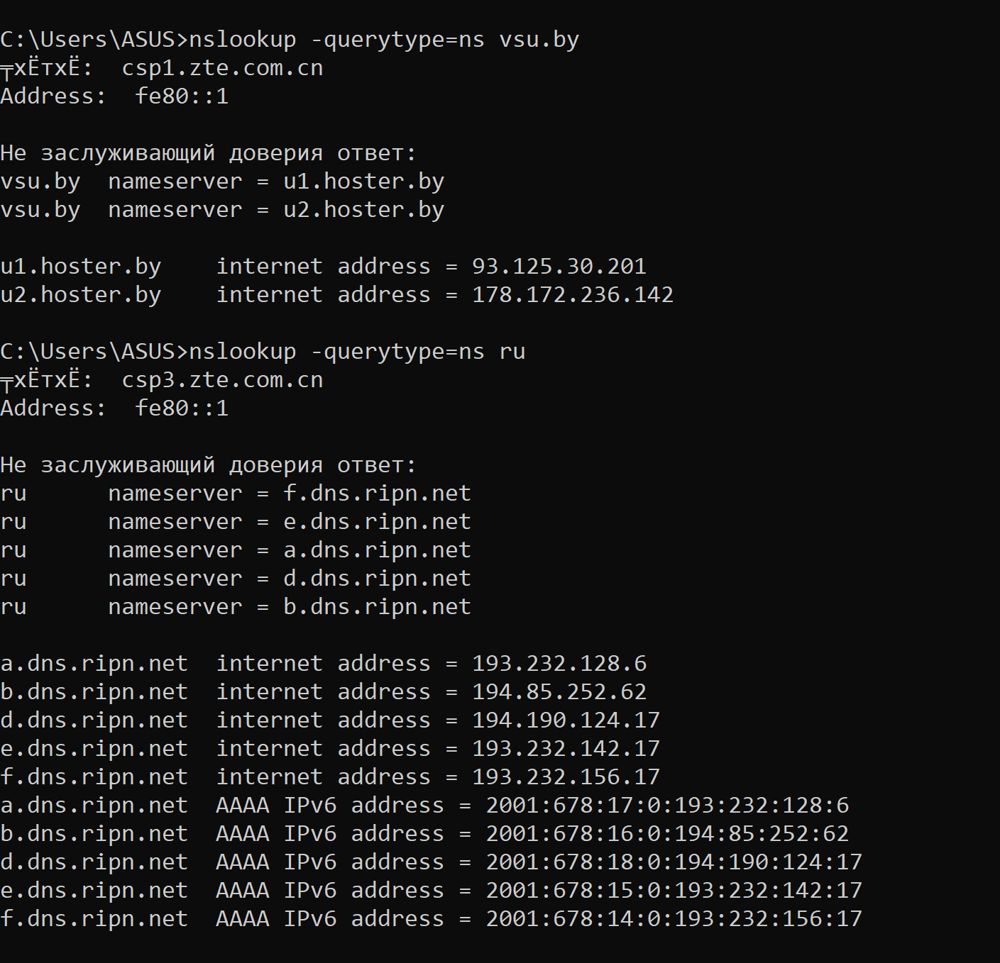 C:\Users\ASUS>nslookup -querytype=ns vsu.by
╤хЁтхЁ:  csp1.zte.com.cn
Address:  fe80::1
Не заслуживающий доверия ответ:
vsu.by  nameserver = u1.hoster.by
vsu.by  nameserver = u2.hoster.by
u1.hoster.by    internet address = 93.125.30.201
u2.hoster.by    internet address = 178.172.236.142
C:\Users\ASUS>nslookup -querytype=ns ru
╤хЁтхЁ:  csp3.zte.com.cn
Address:  fe80::1
Не заслуживающий доверия ответ:
ru      nameserver = f.dns.ripn.net
ru      nameserver = e.dns.ripn.net
ru      nameserver = a.dns.ripn.net
ru      nameserver = d.dns.ripn.net
ru      nameserver = b.dns.ripn.net
a.dns.ripn.net  internet address = 193.232.128.6
b.dns.ripn.net  internet address = 194.85.252.62
d.dns.ripn.net  internet address = 194.190.124.17
e.dns.ripn.net  internet address = 193.232.142.17
f.dns.ripn.net  internet address = 193.232.156.17
a.dns.ripn.net  AAAA IPv6 address = 2001:678:17:0:193:232:128:6
b.dns.ripn.net  AAAA IPv6 address = 2001:678:16:0:194:85:252:62
d.dns.ripn.net  AAAA IPv6 address = 2001:678:18:0:194:190:124:17
e.dns.ripn.net  AAAA IPv6 address = 2001:678:15:0:193:232:142:17
f.dns.ripn.net  AAAA IPv6 address = 2001:678:14:0:193:232:156:17